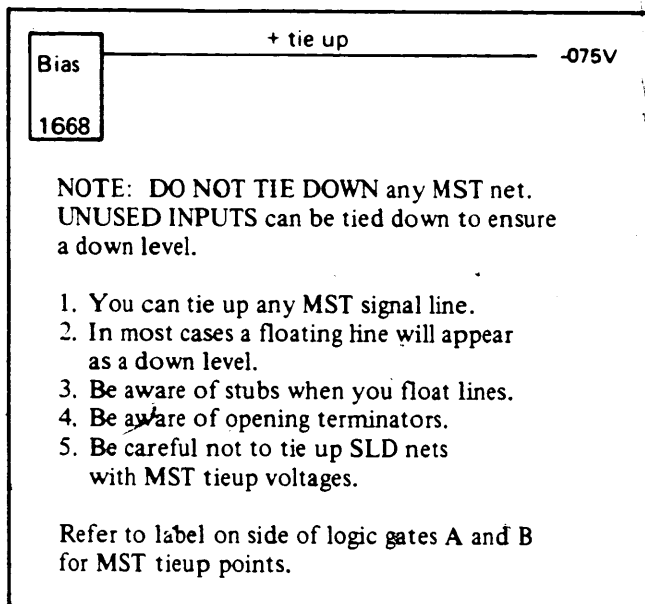 + tie up
Bias
-075V
1668
NOTE: DO NOT TIE DOWN any MST net.
UNUSED INPUTS can be tied down to ensure
a down level.
1. You can tie up any MST signal line.
2. In most cases a floating line will appear
as a down level.
3. Be aware of stubs when you float lines.
4. Be aware of opening terminators.
5. Be careful not to tie up SLD nets
with MST tieup voltages.
Refer to label on side of logic gates A and B
for MST tieup points.